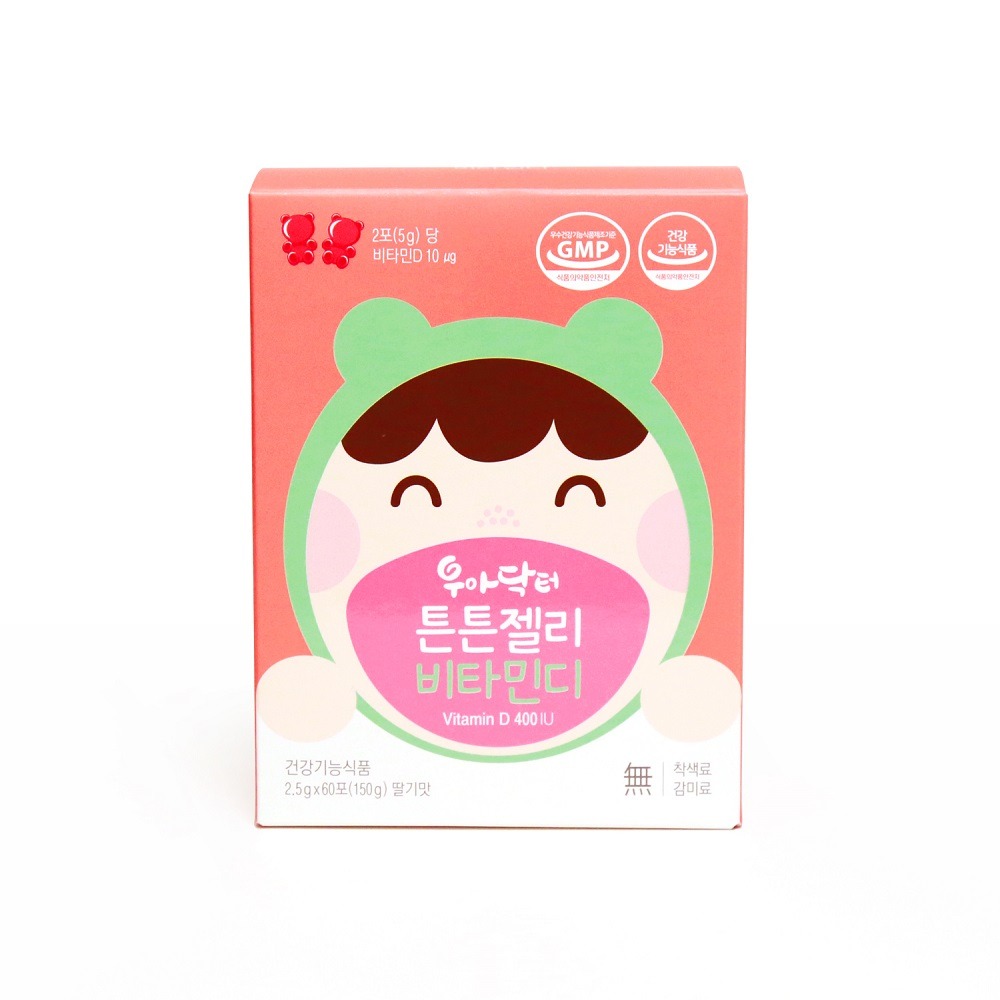 2포(5g) 당
비타민D 10 ㎍
우수건강기능식품제조기준
GMP
식품의약품안전처
건강
기능식품
식품의약품안전처
우아닥터
튼튼젤리
비타민디
Vitamin D 400 IU
건강기능식품
2.5g x 60포(150g) 딸기맛
無
착색료
감미료